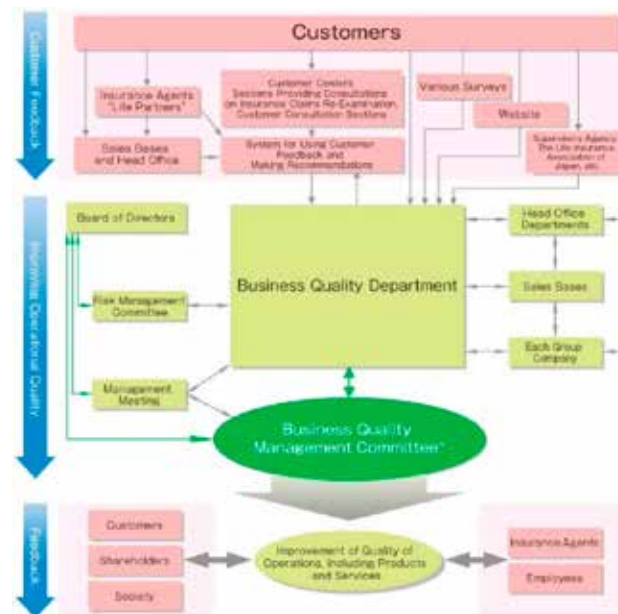 Customer Feedback
Customers
Insurance Agents
"Life Partners"
Customer Centers
Sections Providing Consultations
on Insurance Claims Re-Examination,
Customer Consultation Sections
Various Surveys
Website
Sales Bases
and Head Office
System for Using Customer
Feedback and
Making Recommendations
Supervisory Agency
The Life Insurance
Association of
Japan, etc.
Improving Operational Quality
Board of Directors
Business Quality Department
Head Office
Departments
Risk Management
Committee
Sales Bases
Management
Meeting
Each Group
Company
Business Quality
Management Committee*
Feedback
Customers
Shareholders
Society
Improvement of Quality of
Operations, Including Products
and Services
Insurance Agents
Employees